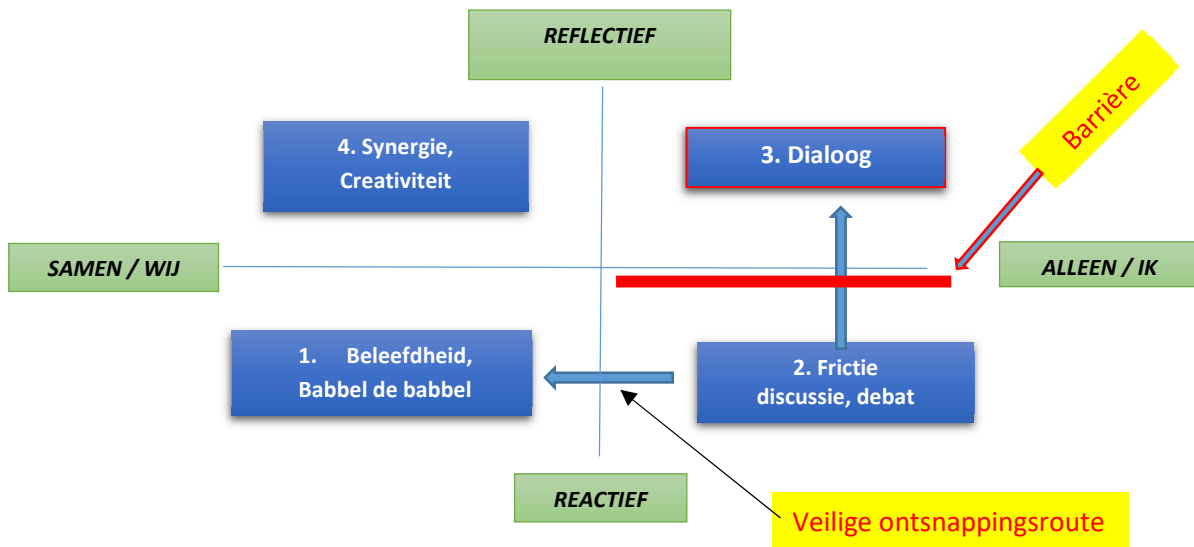 REFLECTIEF
Barrière
4. Synergie,
Creativiteit
3. Dialoog
SAMEN / WIJ
ALLEEN / IK
1. Beleefdheid,
Babbel de babbel
2. Frictie
discussie, debat
REACTIEF
Veilige ontsnappingsroute